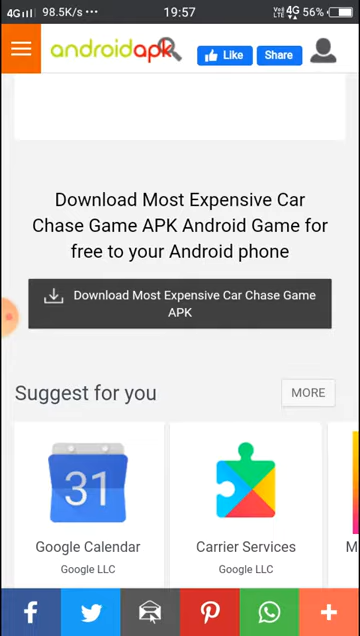 4G 98.5K/s ••• 19:57 VoLTE 4G 56%
androidapk Like Share
Download Most Expensive Car
Chase Game APK Android Game for
free to your Android phone
Download Most Expensive Car Chase Game
APK
Suggest for you MORE
31
Google Calendar Carrier Services M
Google LLC Google LLC